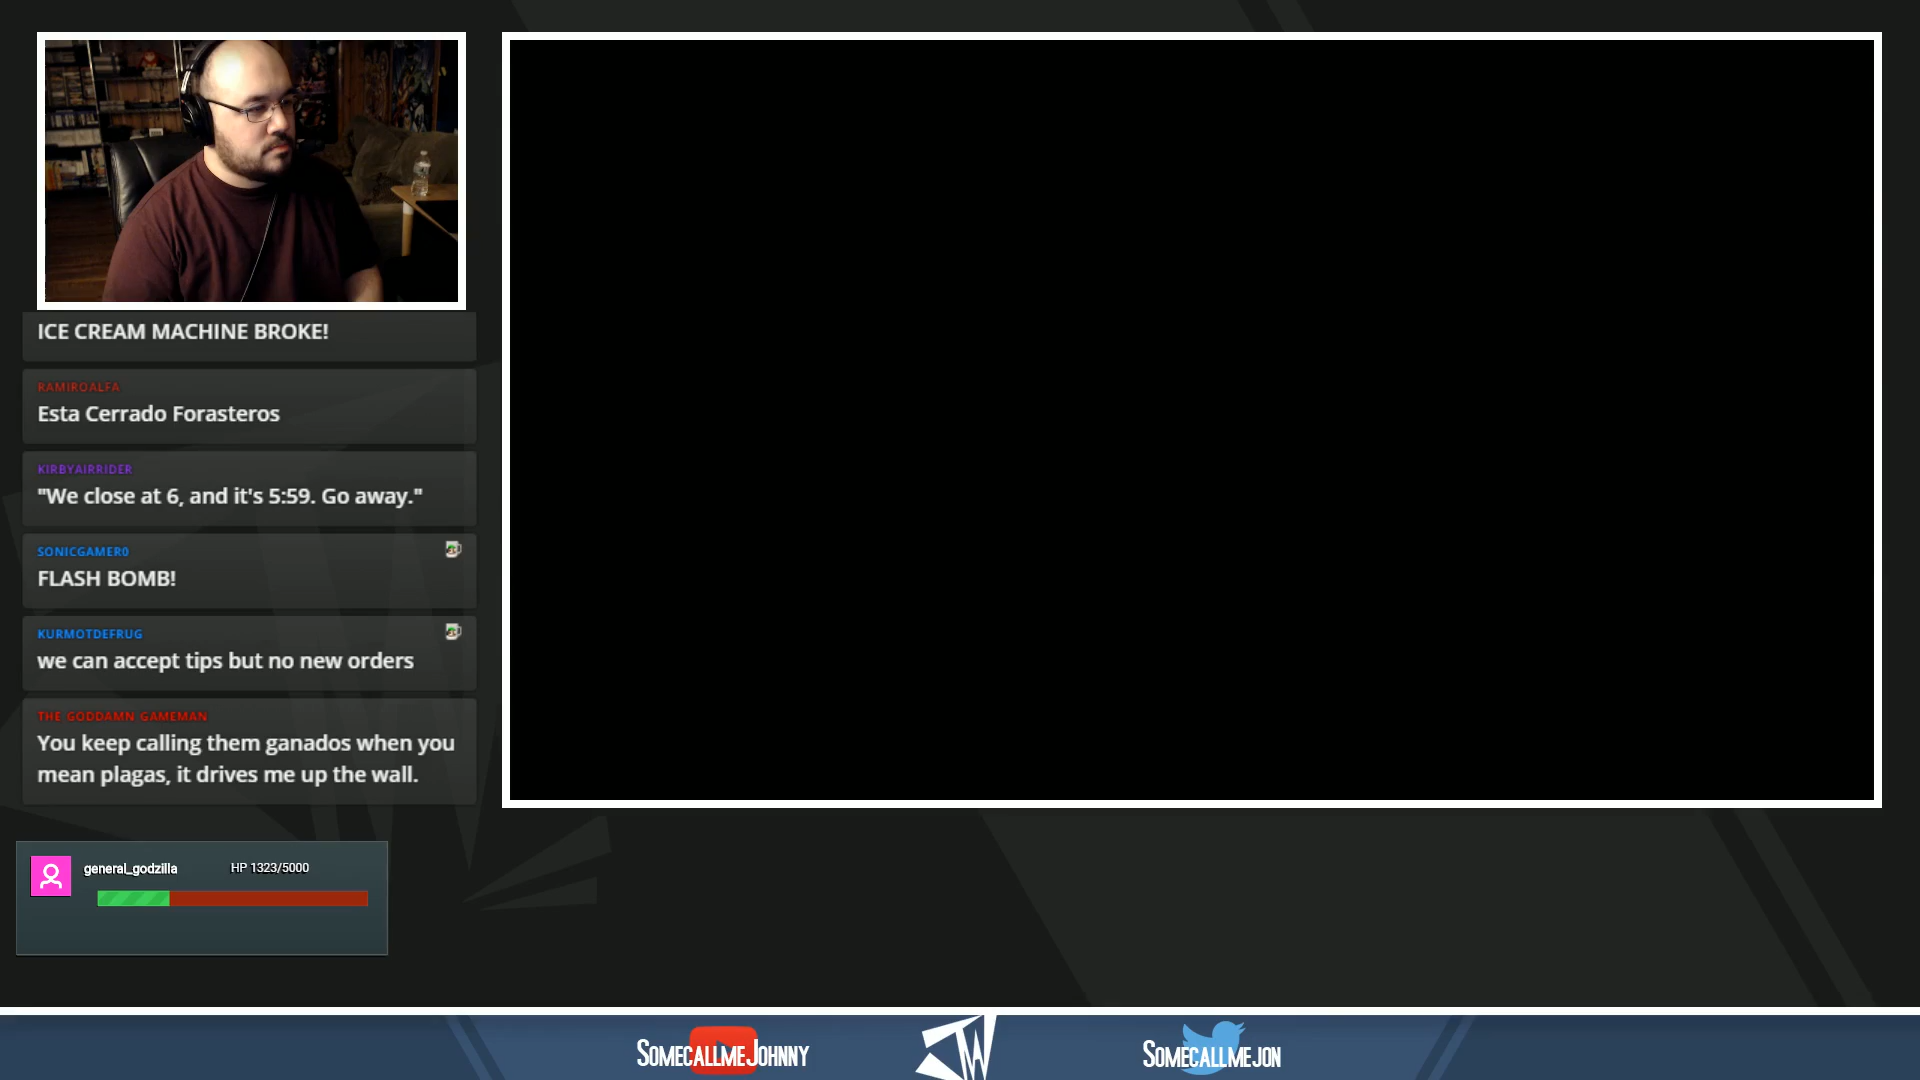 ICE CREAM MACHINE BROKE!
RAMIROALFA
Esta Cerrado Forasteros
KIRBYAIRRIDER
"We close at 6, and it's 5:59. Go away."
SONICGAMER0
FLASH BOMB!
KURMOTDEFRUG
we can accept tips but no new orders
THE GODDAMN GAMEMAN
You keep calling them ganados when you
mean plagas, it drives me up the wall.
general_godzilla HP 1323/5000
SOMECALLMEJOHNNY
SOMECALLMEJON